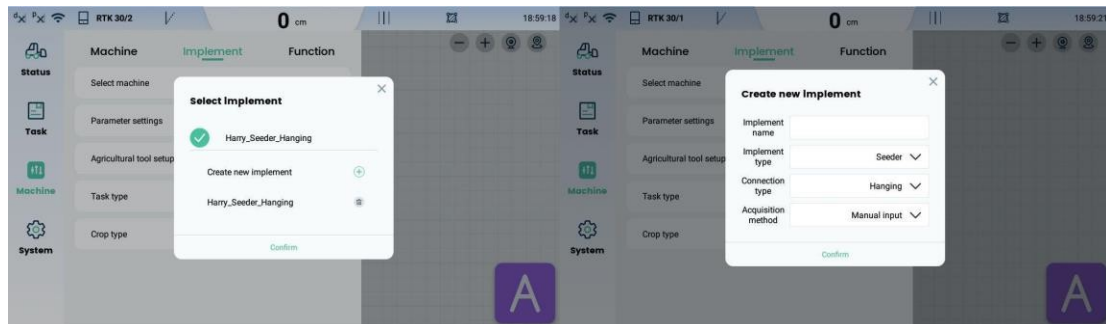 RTK 30/2
0 cm
18:59:18
Status
Task
Machine
System
Machine
Implement
Function
Select machine
Parameter settings
Agricultural tool setup
Task type
Crop type
Select Implement
Harry_Seeder_Hanging
Create new implement
Harry_Seeder_Hanging
Confirm
A
RTK 30/1
0 cm
18:59:21
Status
Task
Machine
System
Machine
Implement
Function
Select machine
Parameter settings
Agricultural tool setup
Task type
Crop type
Create new Implement
Implement
name
Implement
type
Seeder
Connection
type
Hanging
Acquisition
method
Manual input
Confirm
A